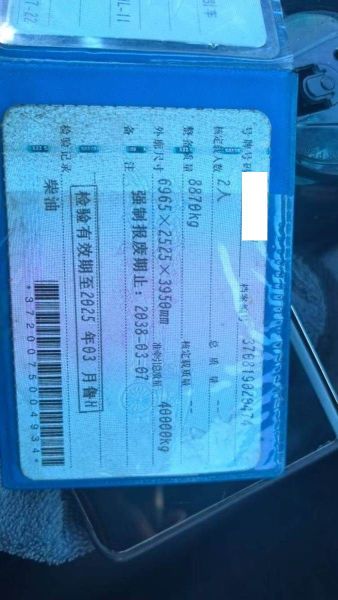 号牌号码
档案编号 370819029474
核定载人数 2人
总质量 --
整备质量 8870kg
核定载质量 --
外廓尺寸 6965×2525×3950mm
准牵引总质量 40000kg
备注 强制报废期止：2038-03-07
检验记录
检验有效期至2025年03月鲁H
柴油
*3720075004934*